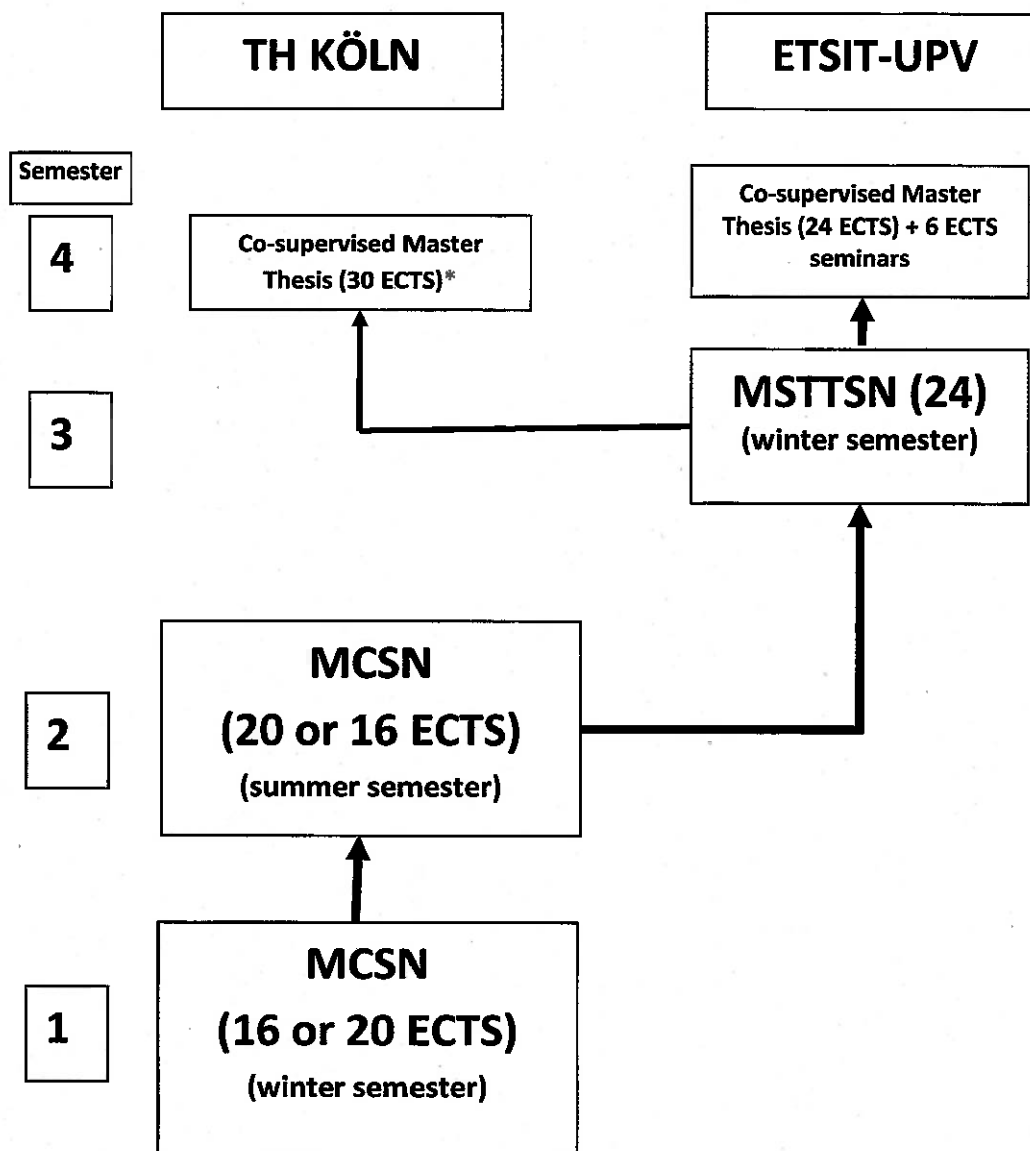 TH KÖLN
ETSIT-UPV
Semester
4
Co-supervised Master
Thesis (30 ECTS)*
Co-supervised Master
Thesis (24 ECTS) + 6 ECTS
seminars
3
MSTTSN (24)
(winter semester)
2
MCSN
(20 or 16 ECTS)
(summer semester)
1
MCSN
(16 or 20 ECTS)
(winter semester)